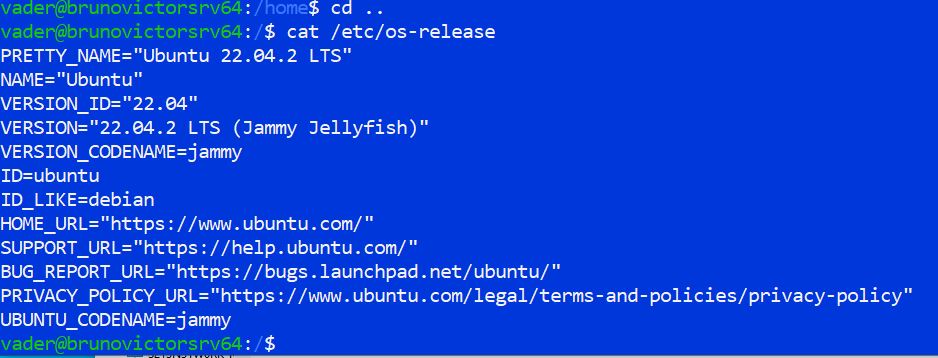 vader@brunovictorsrv64:/home$ cd ..
vader@brunovictorsrv64:/$ cat /etc/os-release
PRETTY_NAME="Ubuntu 22.04.2 LTS"
NAME="Ubuntu"
VERSION_ID="22.04"
VERSION="22.04.2 LTS (Jammy Jellyfish)"
VERSION_CODENAME=jammy
ID=ubuntu
ID_LIKE=debian
HOME_URL="https://www.ubuntu.com/"
SUPPORT_URL="https://help.ubuntu.com/"
BUG_REPORT_URL="https://bugs.launchpad.net/ubuntu/"
PRIVACY_POLICY_URL="https://www.ubuntu.com/legal/terms-and-policies/privacy-policy"
UBUNTU_CODENAME=jammy
vader@brunovictorsrv64:/$